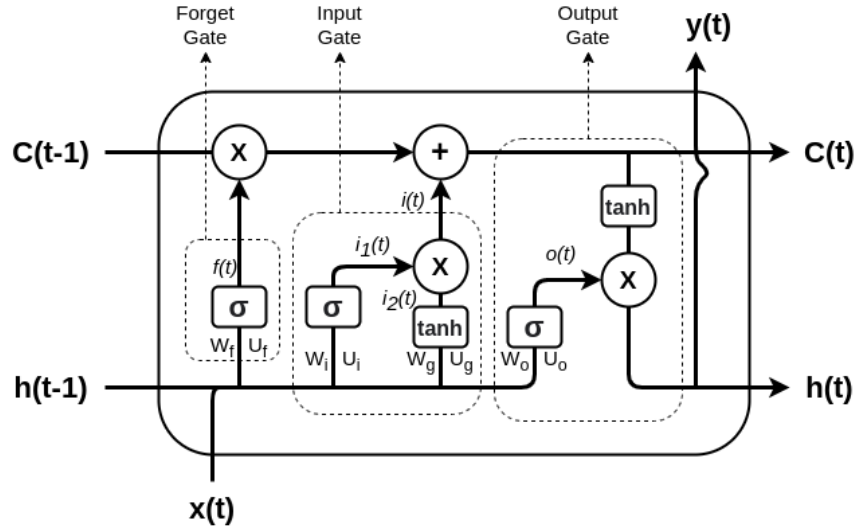 Forget
Gate
Input
Gate
Output
Gate
y(t)
C(t-1)
X
+
C(t)
i(t)
tanh
f(t)
i1(t)
X
o(t)
X
σ
σ
i2(t)
tanh
σ
Wf Uf
Wi Ui
Wg Ug
Wo Uo
h(t-1)
h(t)
x(t)